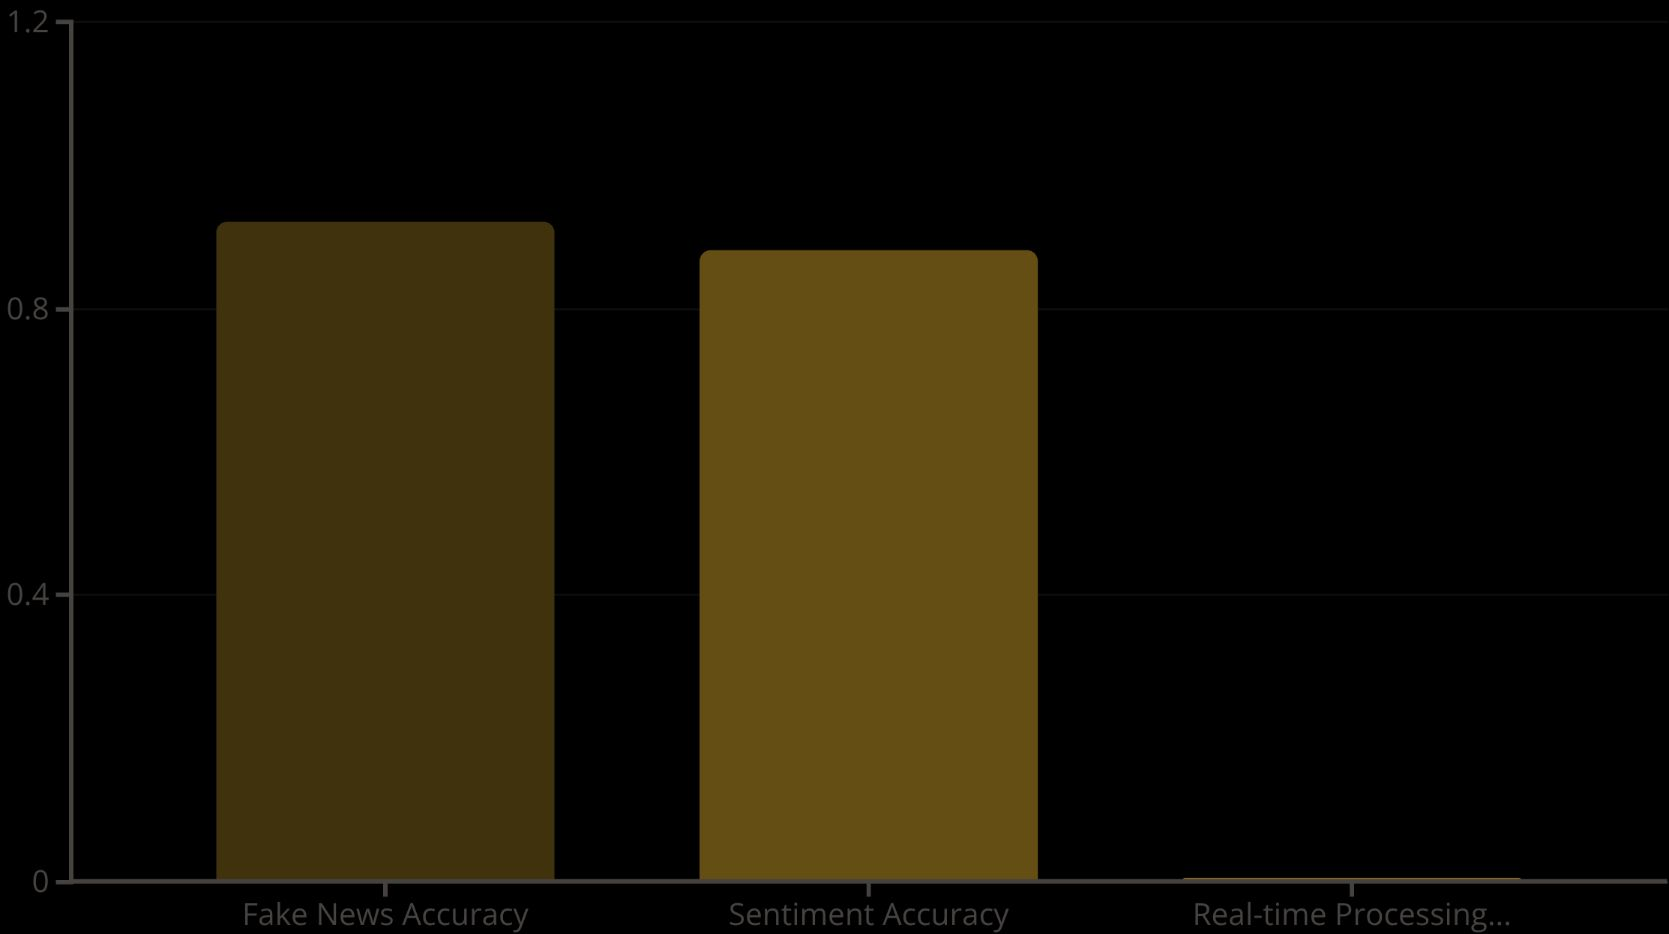 1.2
0.8
0.4
0
Fake News Accuracy
Sentiment Accuracy
Real-time Processing...